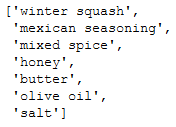 ['winter squash',
'mexican seasoning',
'mixed spice',
'honey',
'butter',
'olive oil',
'salt']